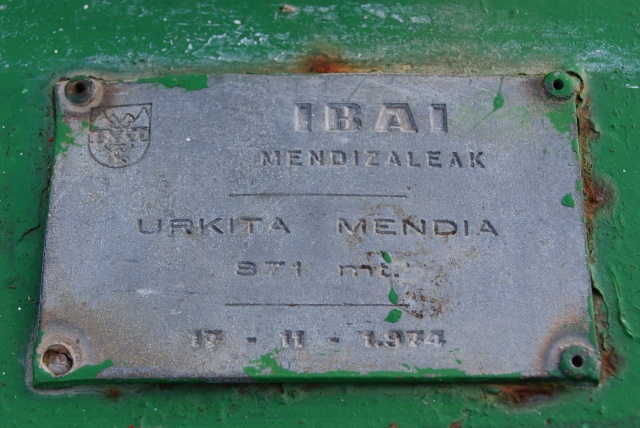 IBAI
MENDIZALEAK
URKITA MENDIA
871 mt.
17 - 11 - 1.974